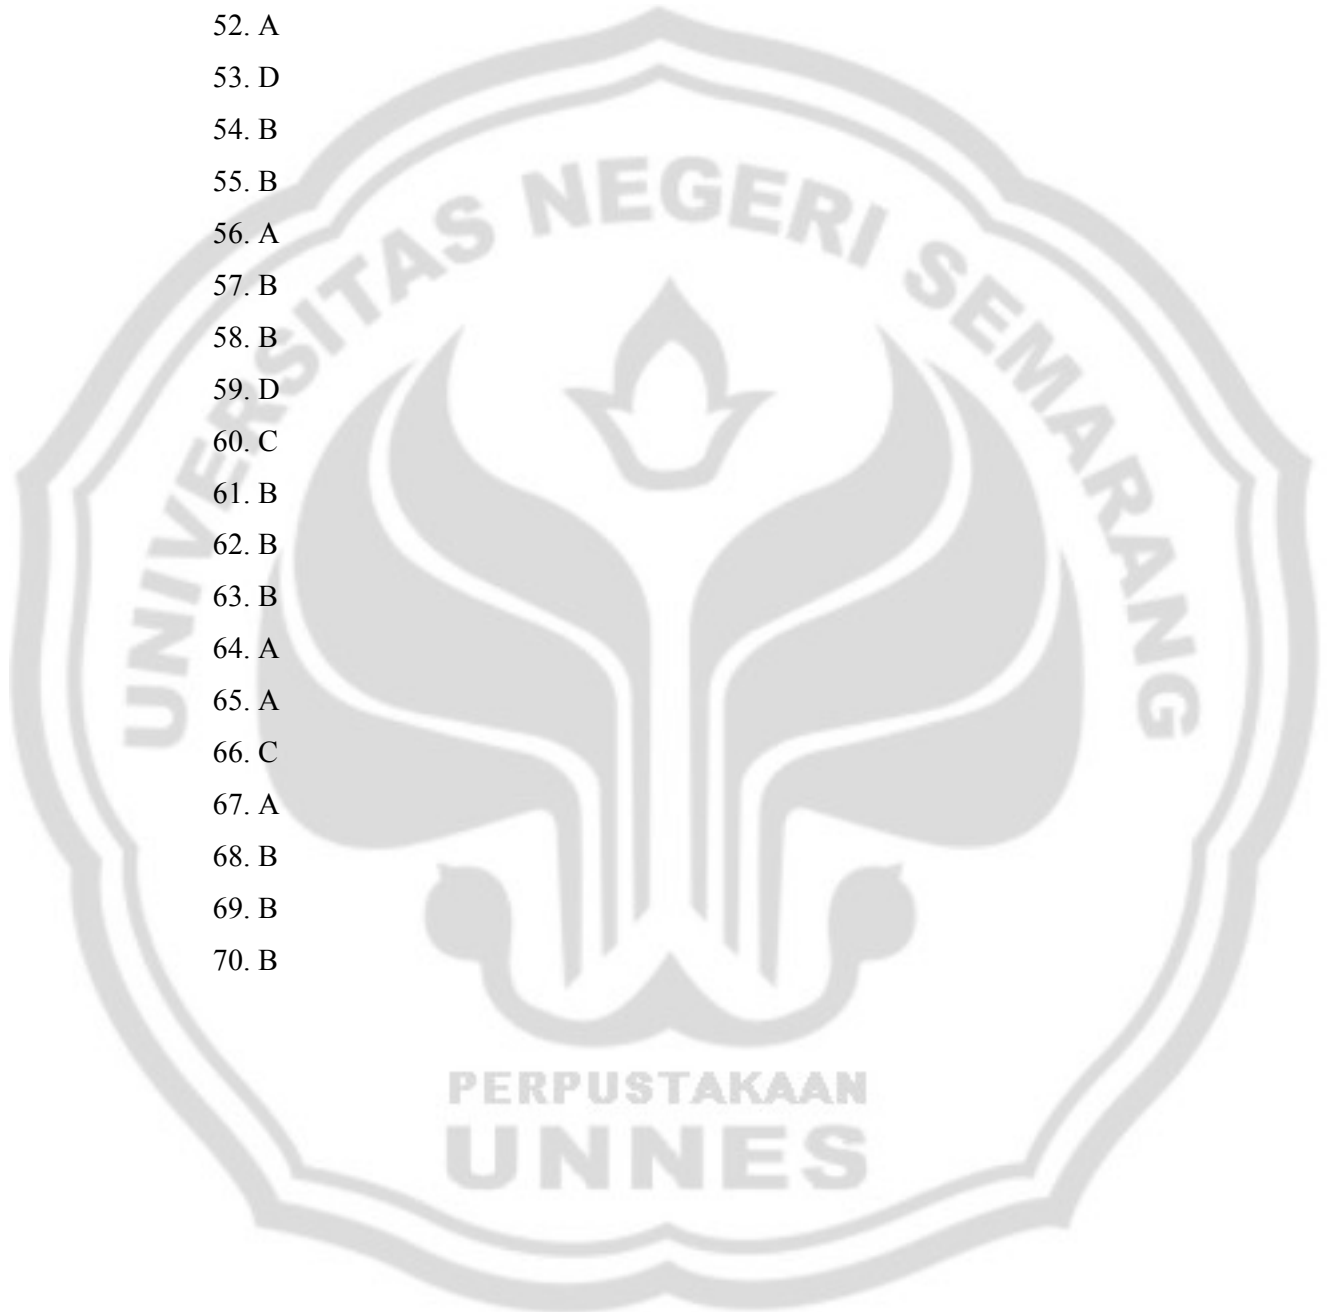 52. A
53. D
54. B
55. B
56. A
57. B
58. B
59. D
60. C
61. B
62. B
63. B
64. A
65. A
66. C
67. A
68. B
69. B
70. B
UNIVERSITAS NEGERI SEMARANG
PERPUSTAKAAN
UNNES